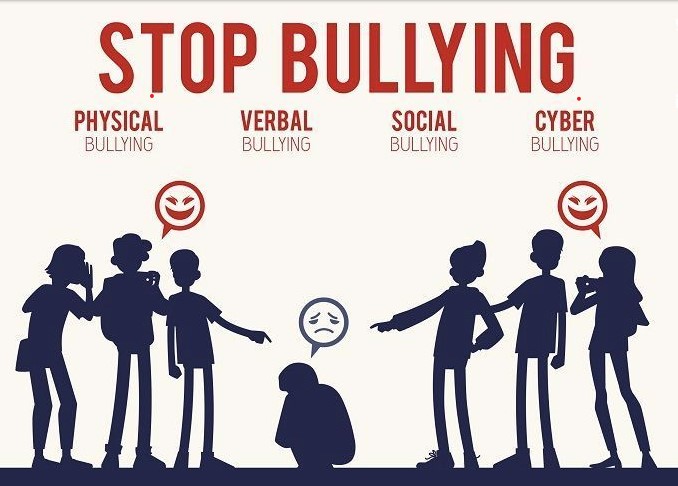 STOP BULLYING
PHYSICAL
BULLYING
VERBAL
BULLYING
SOCIAL
BULLYING
CYBER
BULLYING